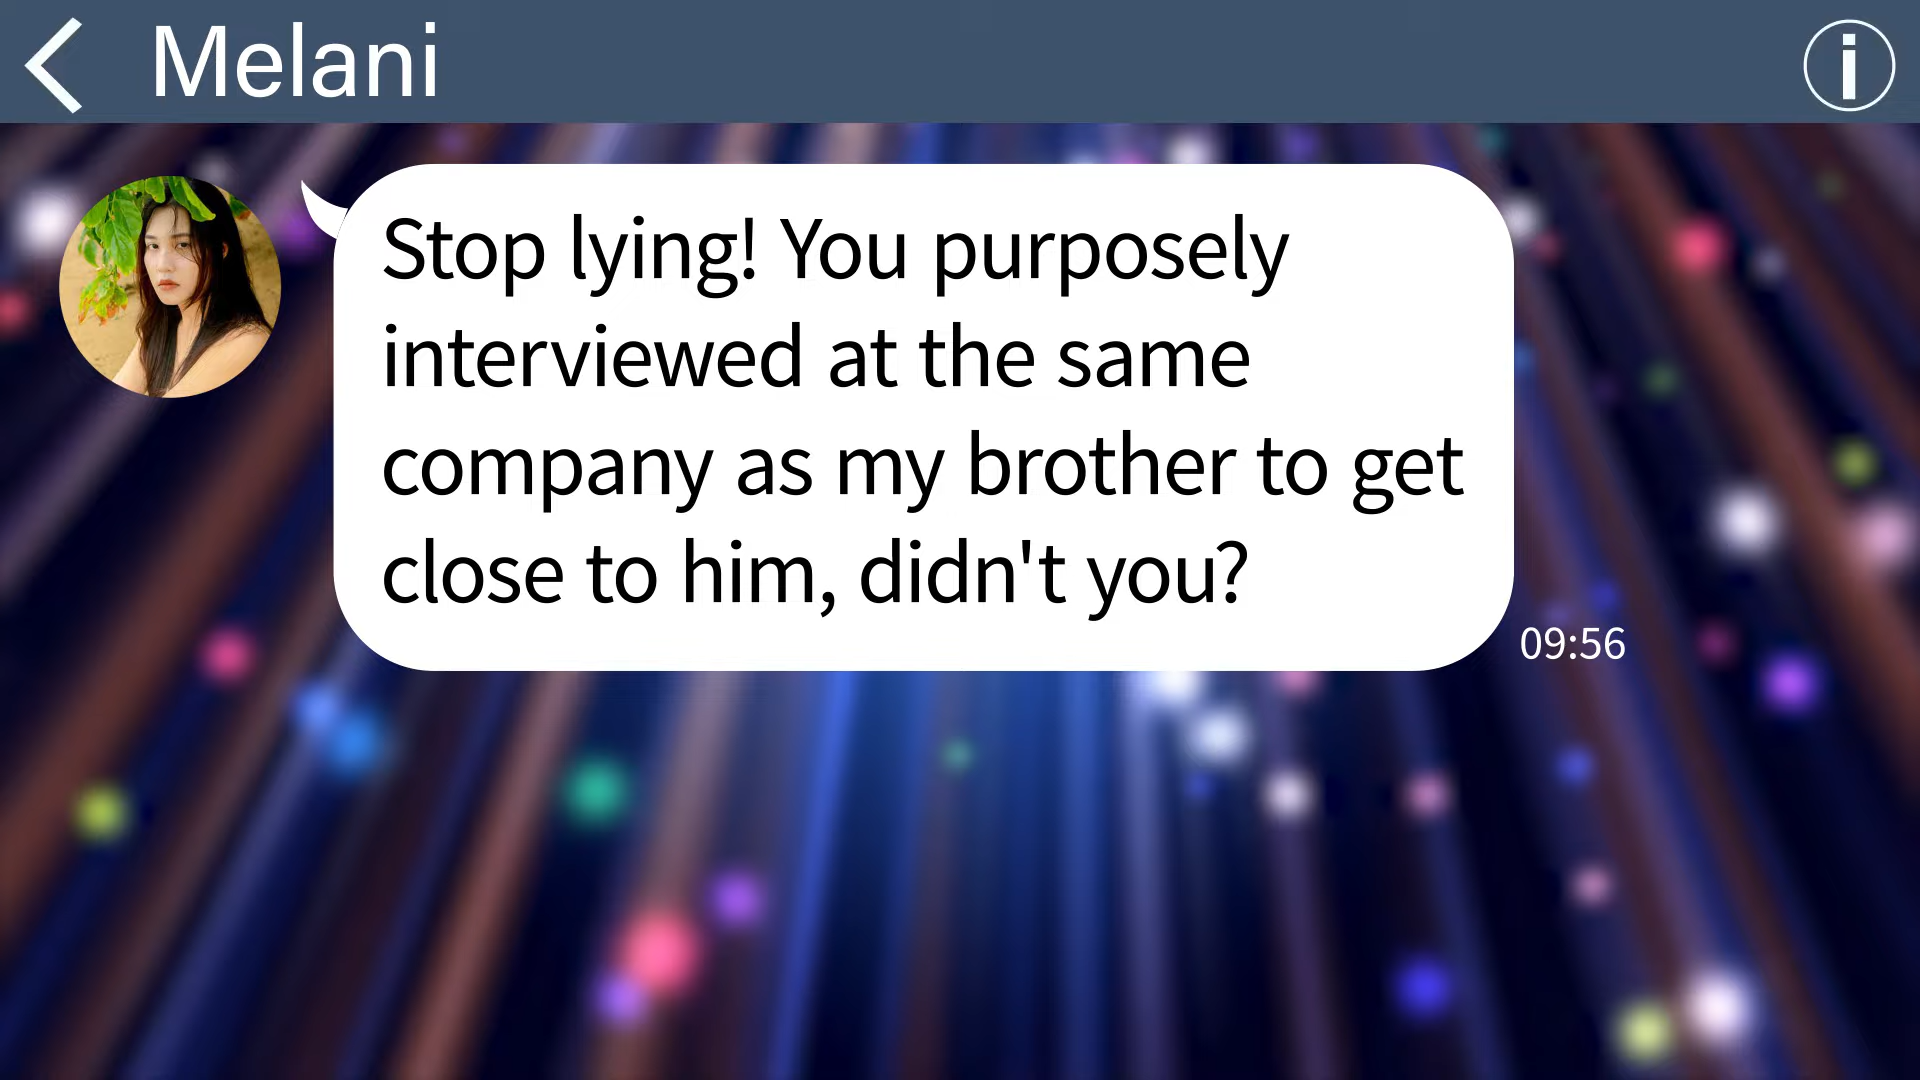 Melani
Stop lying! You purposely
interviewed at the same
company as my brother to get
close to him, didn't you?
09:56